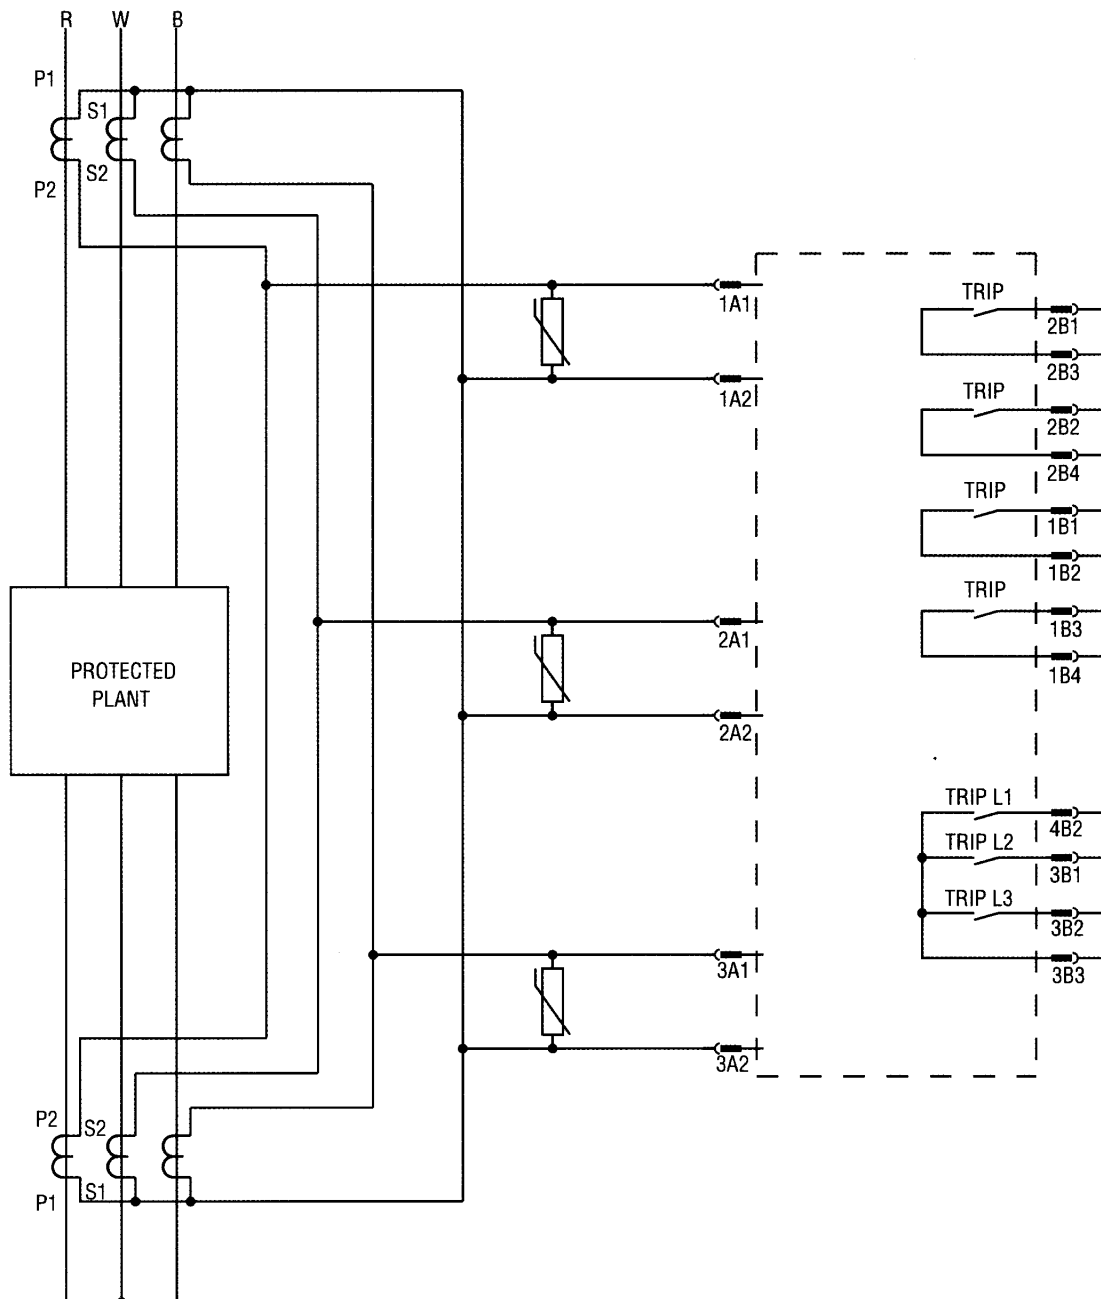 R W B
P1
S1
S2
P2
1A1
1A2
TRIP
2B1
2B3
TRIP
2B2
2B4
TRIP
1B1
1B2
TRIP
1B3
1B4
2A1
2A2
PROTECTED
PLANT
TRIP L1
4B2
TRIP L2
3B1
TRIP L3
3B2
3B3
3A1
3A2
P2
S2
S1
P1